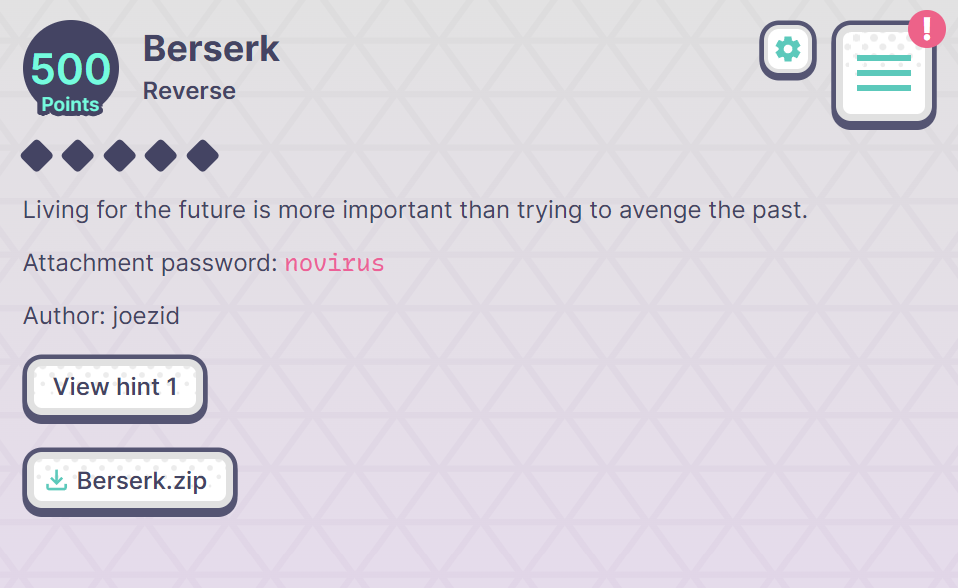 500
Points
Berserk
Reverse
!
Living for the future is more important than trying to avenge the past.
Attachment password: novirus
Author: joezid
View hint 1
Berserk.zip